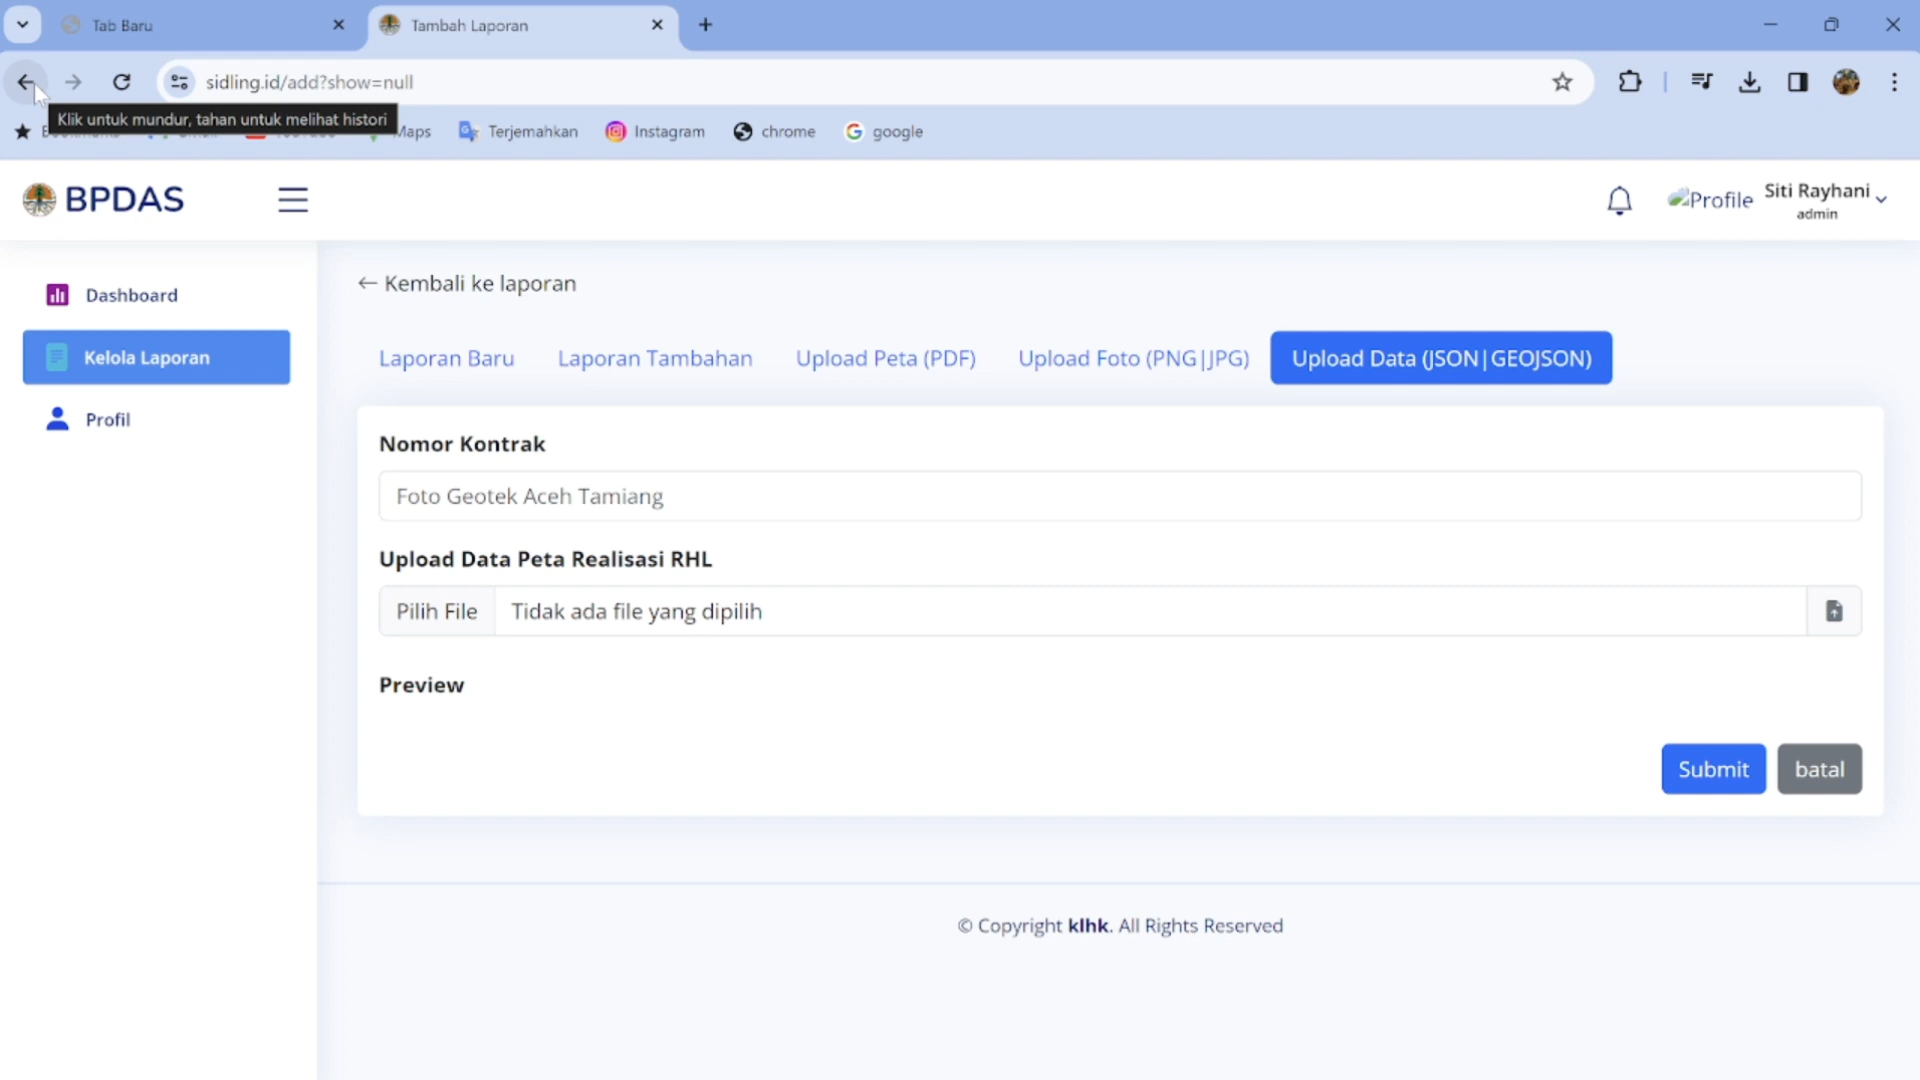 Tab Baru
Tambah Laporan
sidling.id/add?show=null
Klik untuk mundur, tahan untuk melihat histori
Maps
Terjemahkan
Instagram
chrome
google
BPDAS
Profile
Siti Rayhani
admin
Dashboard
Kelola Laporan
Profil
← Kembali ke laporan
Laporan Baru
Laporan Tambahan
Upload Peta (PDF)
Upload Foto (PNG|JPG)
Upload Data (JSON|GEOJSON)
Nomor Kontrak
Foto Geotek Aceh Tamiang
Upload Data Peta Realisasi RHL
Pilih File
Tidak ada file yang dipilih
Preview
Submit
batal
© Copyright klhk. All Rights Reserved